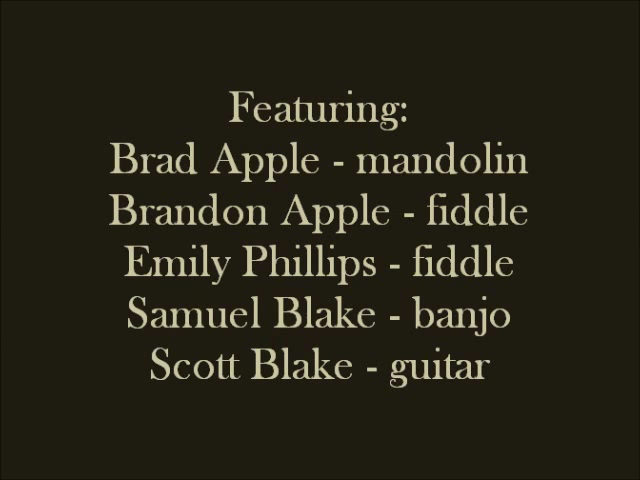 Featuring:
Brad Apple - mandolin
Brandon Apple - fiddle
Emily Phillips - fiddle
Samuel Blake - banjo
Scott Blake - guitar